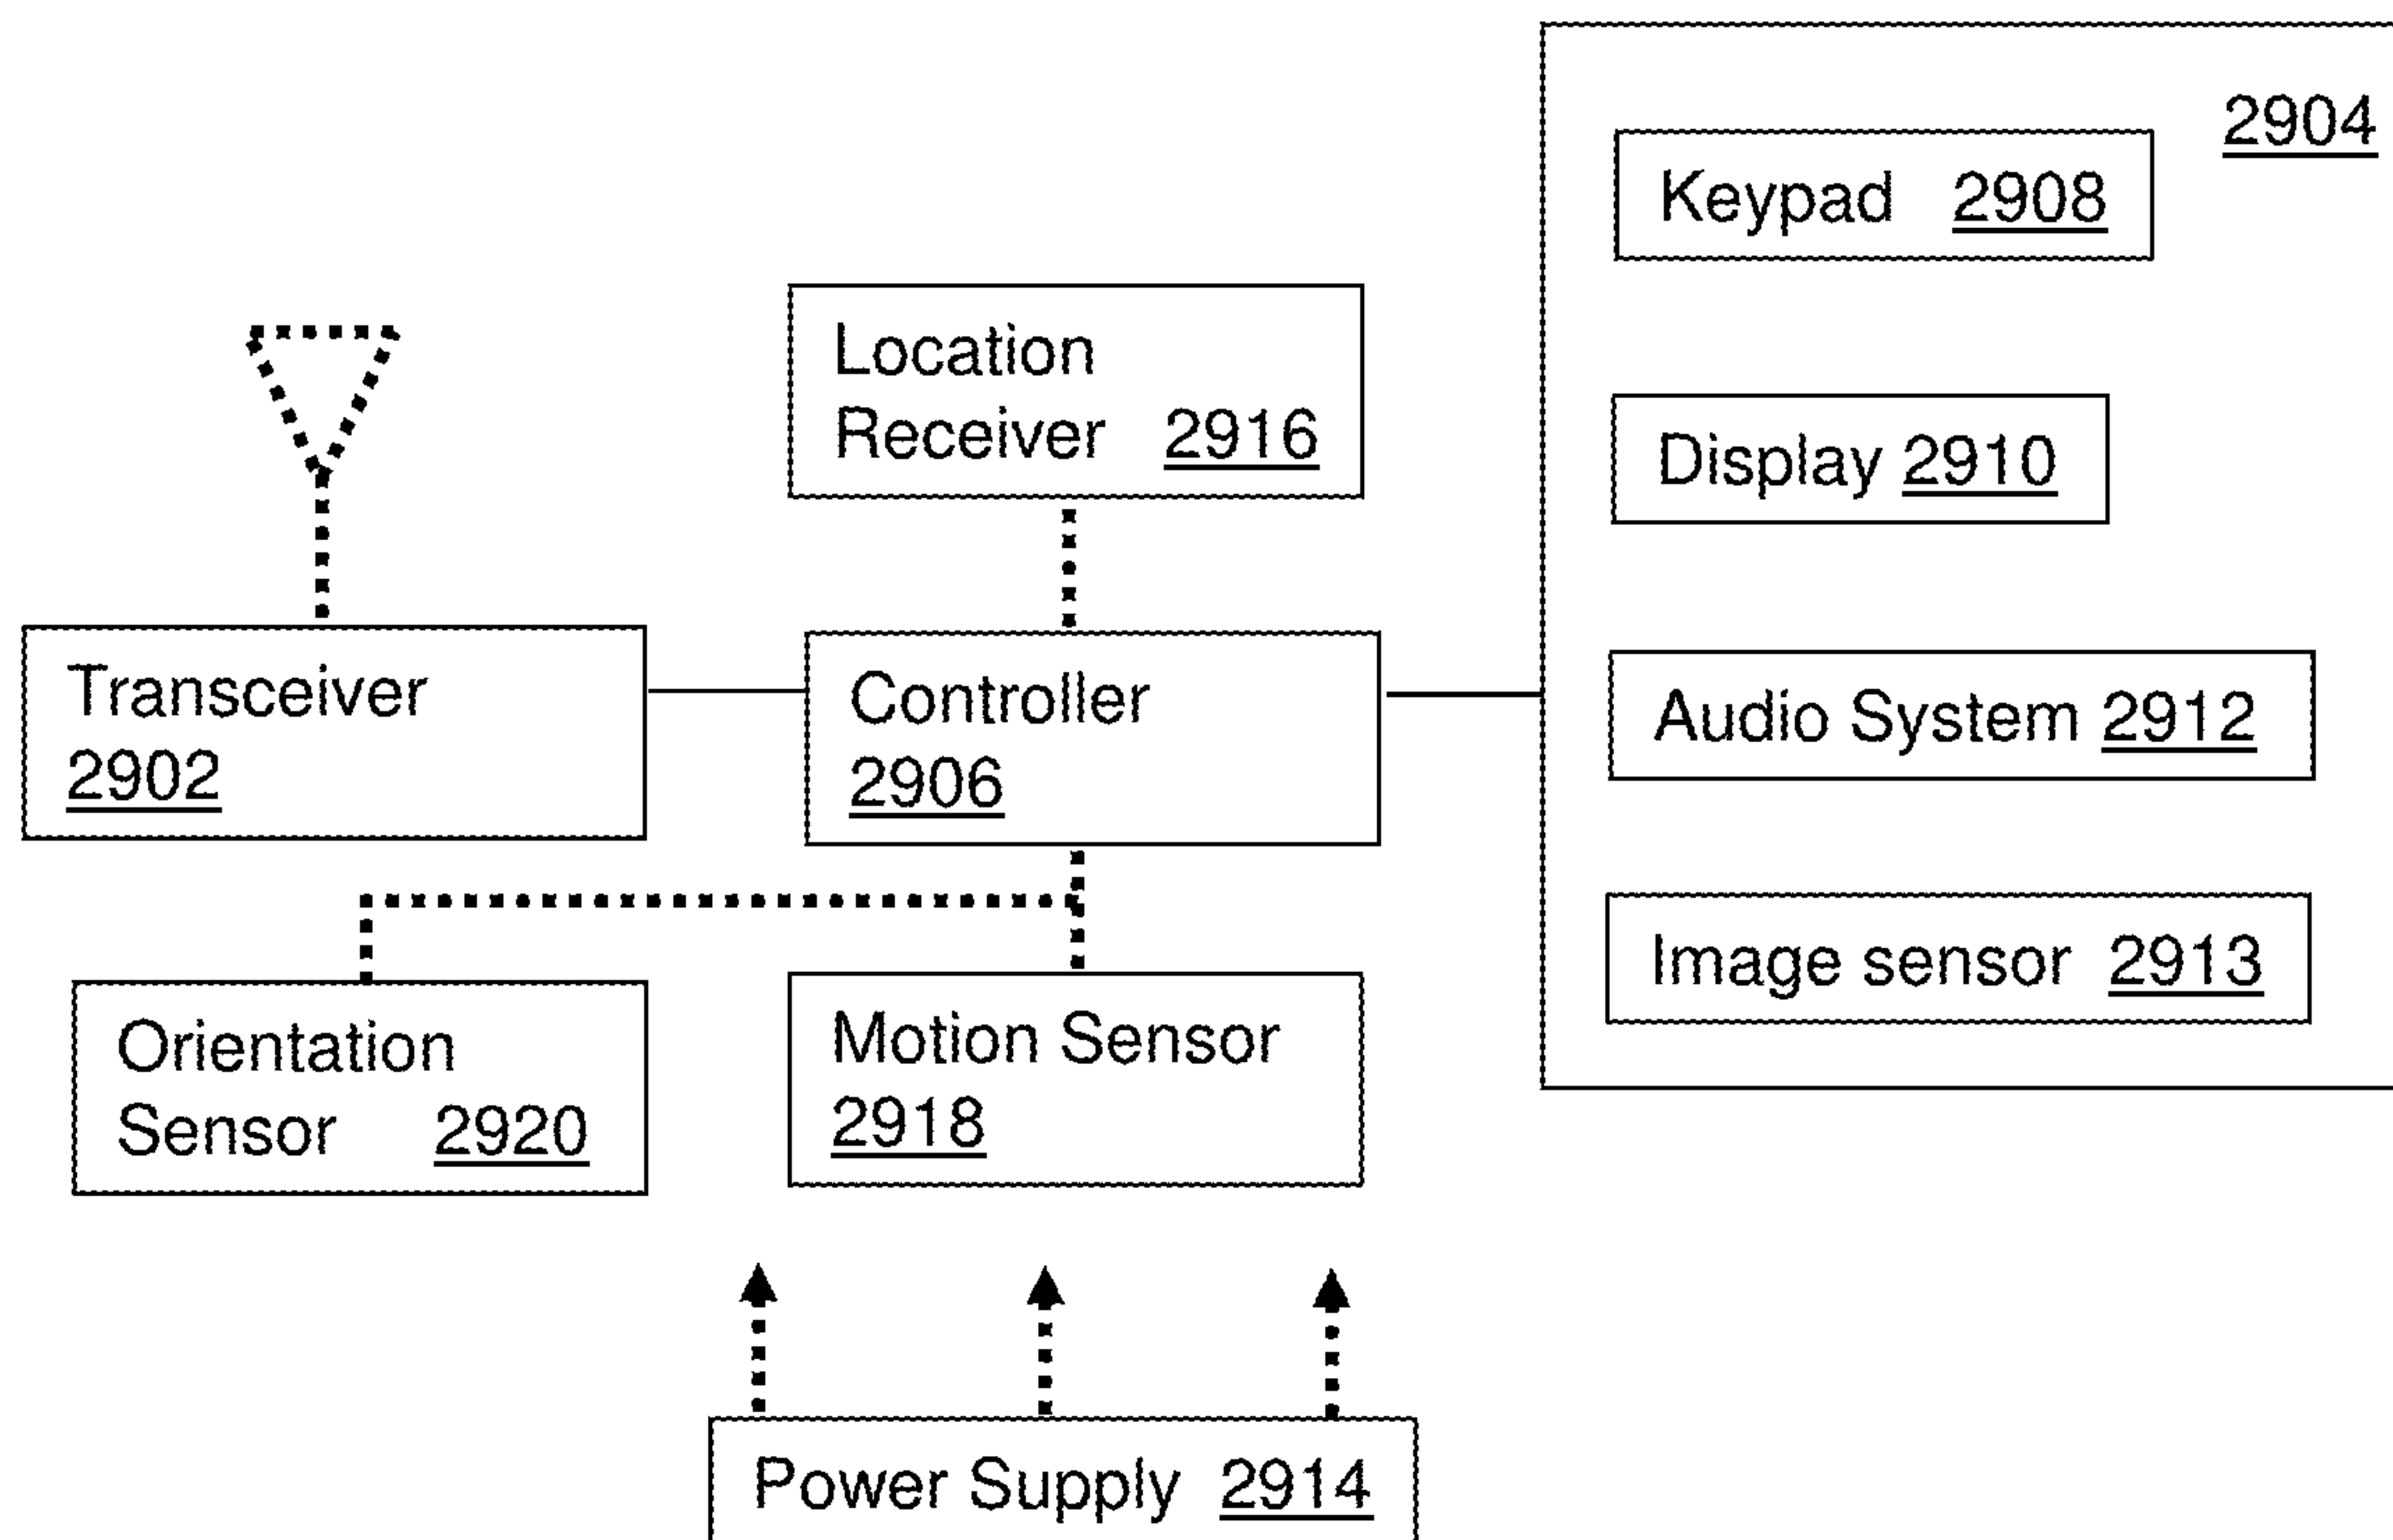 2904
Keypad 2908
Location
Receiver 2916
Display 2910
Transceiver
2902
Controller
2906
Audio System 2912
Image sensor 2913
Orientation
Sensor 2920
Motion Sensor
2918
Power Supply 2914